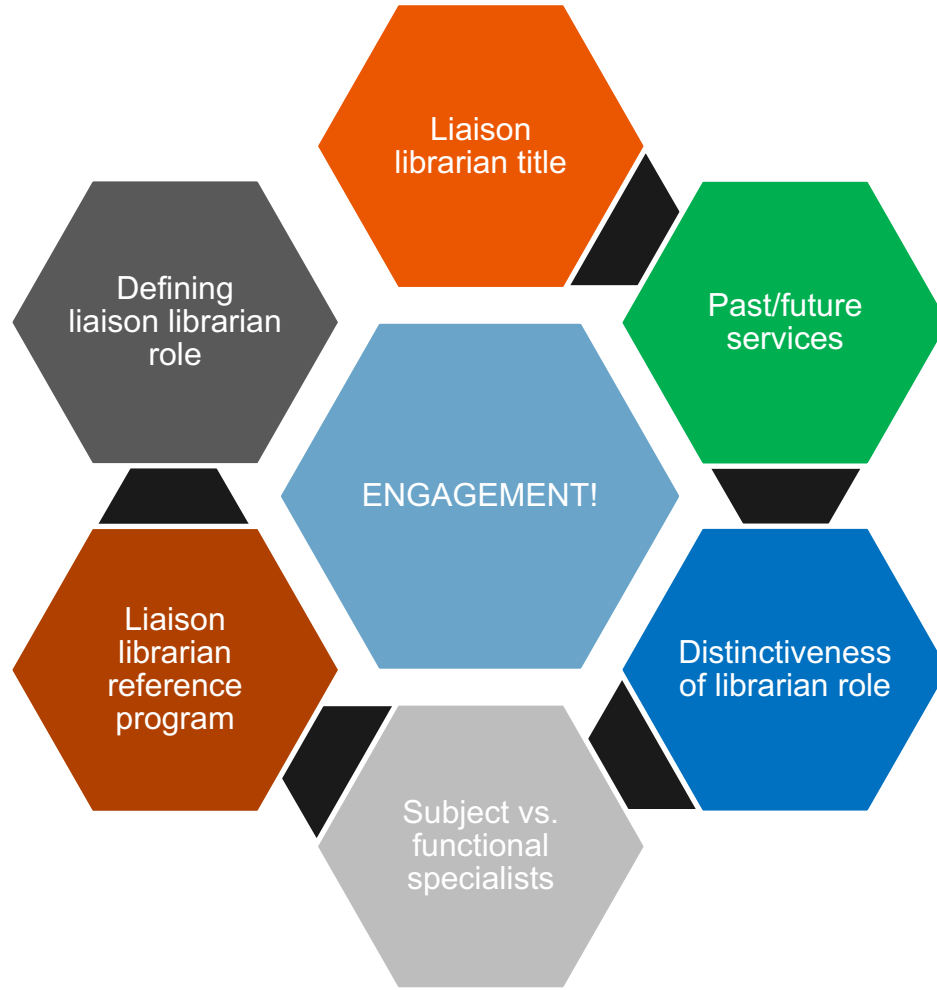 Liaison
librarian title
Past/future
services
Distinctiveness
of librarian role
Subject vs.
functional
specialists
Liaison
librarian
reference
program
Defining
liaison librarian
role
ENGAGEMENT!